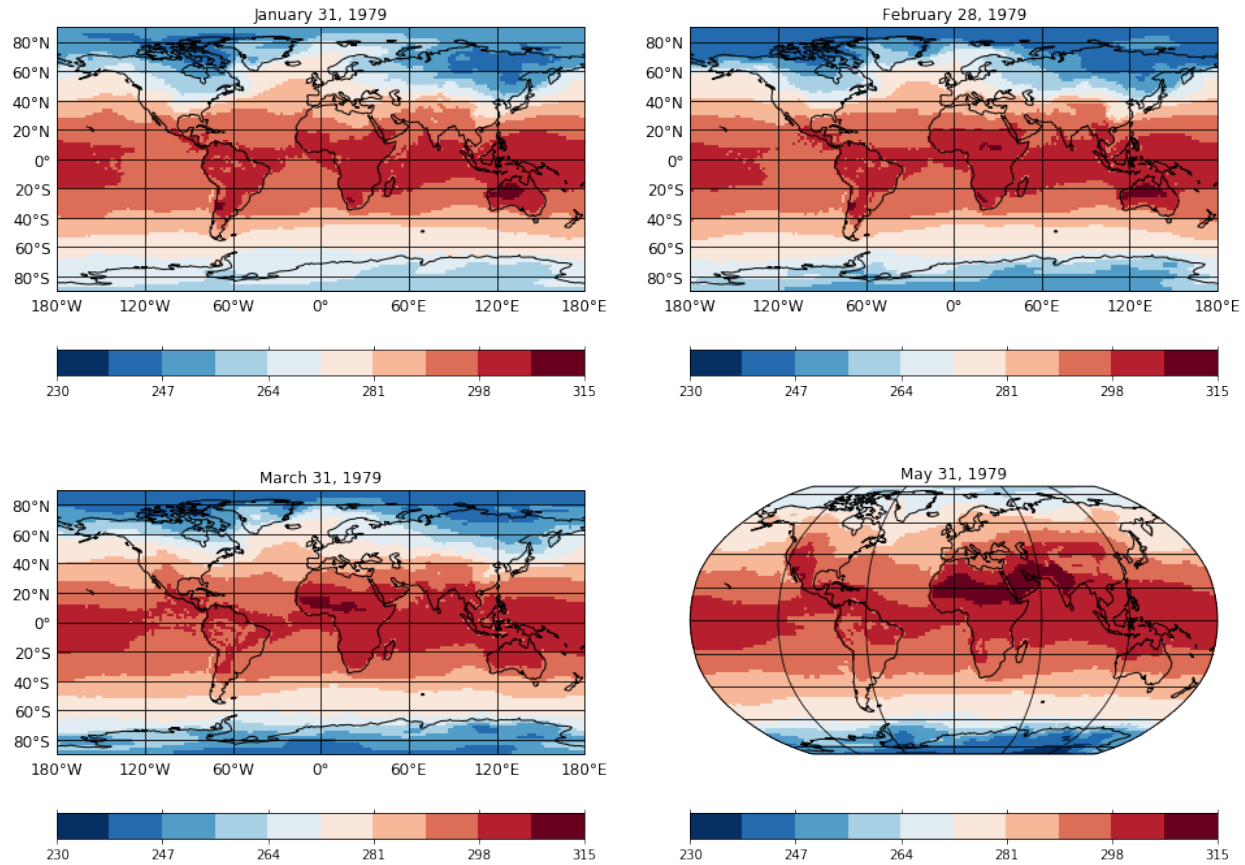 January 31, 1979
80°N
60°N
40°N
20°N
0°
20°S
40°S
60°S
80°S
180°W 120°W 60°W 0° 60°E 120°E 180°E
230 247 264 281 298 315
February 28, 1979
80°N
60°N
40°N
20°N
0°
20°S
40°S
60°S
80°S
180°W 120°W 60°W 0° 60°E 120°E 180°E
230 247 264 281 298 315
March 31, 1979
80°N
60°N
40°N
20°N
0°
20°S
40°S
60°S
80°S
180°W 120°W 60°W 0° 60°E 120°E 180°E
230 247 264 281 298 315
May 31, 1979
230 247 264 281 298 315